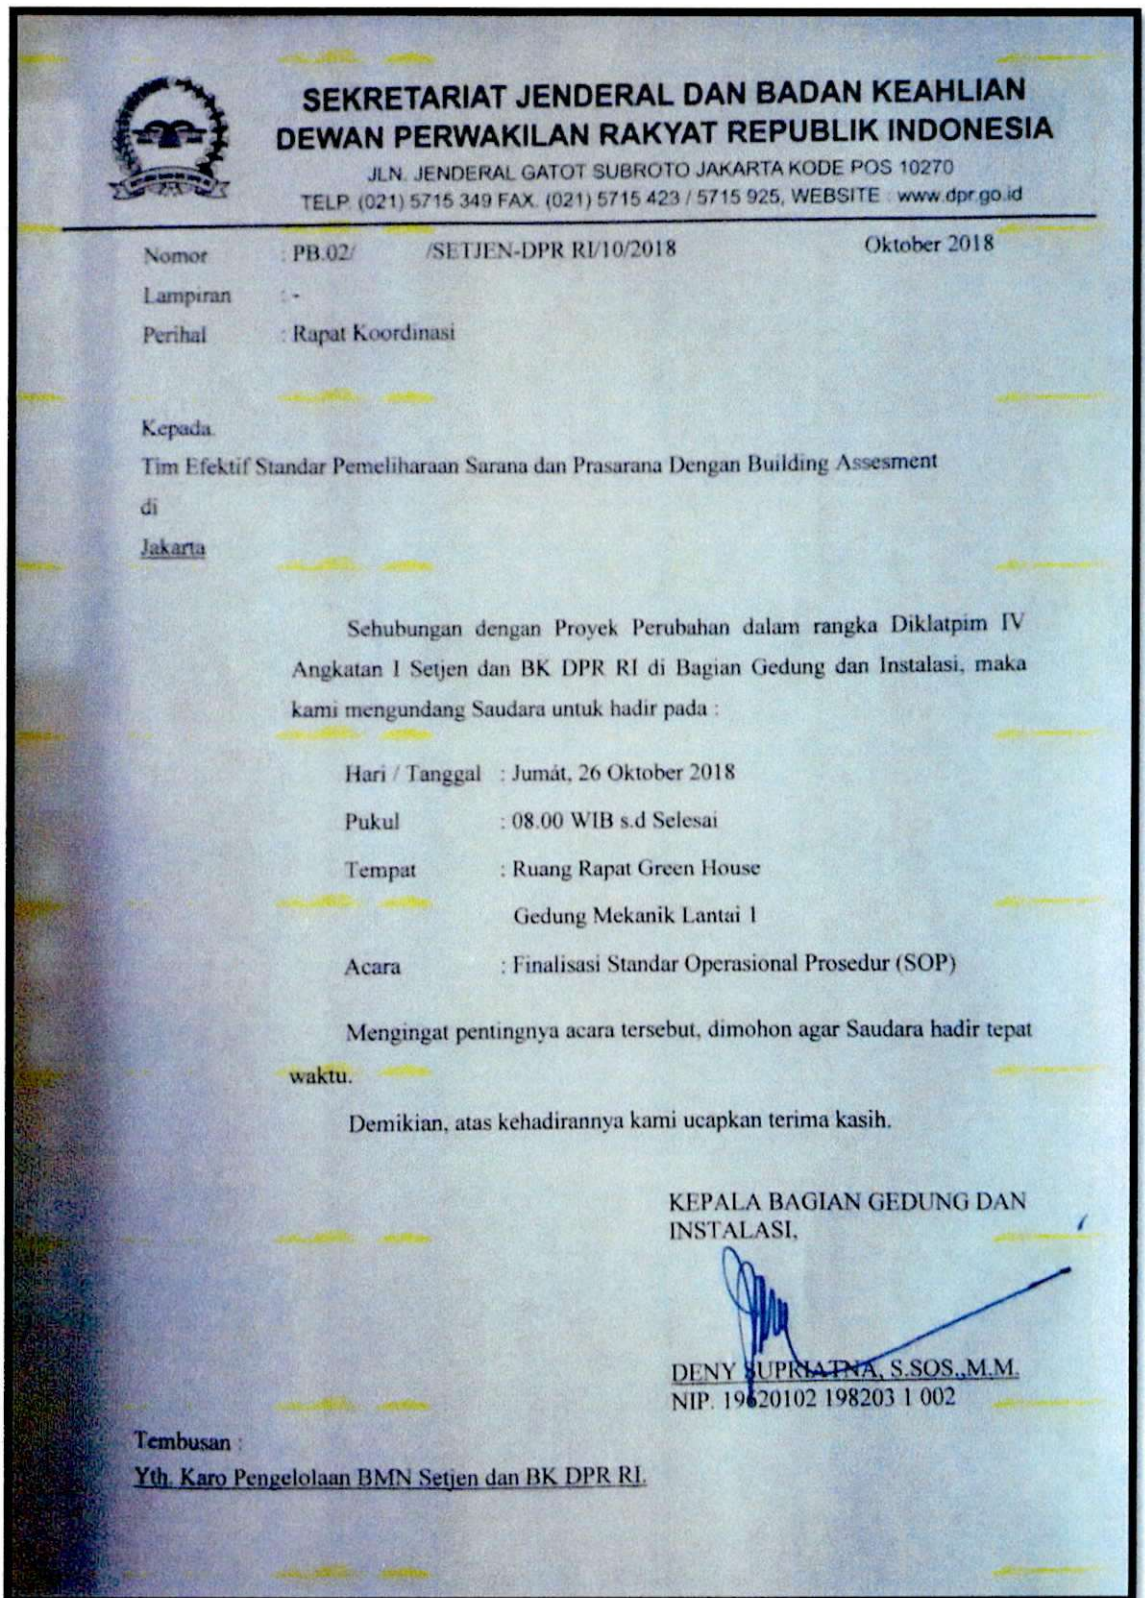 SEKRETARIAT JENDERAL DAN BADAN KEAHLIAN
DEWAN PERWAKILAN RAKYAT REPUBLIK INDONESIA
JLN. JENDERAL GATOT SUBROTO JAKARTA KODE POS 10270
TELP. (021) 5715 349 FAX. (021) 5715 423 / 5715 925, WEBSITE : www.dpr.go.id
Nomor : PB.02/ /SETJEN-DPR RI/10/2018 Oktober 2018
Lampiran : -
Perihal : Rapat Koordinasi
Kepada.
Tim Efektif Standar Pemeliharaan Sarana dan Prasarana Dengan Building Assesment
di
Jakarta
Sehubungan dengan Proyek Perubahan dalam rangka Diklatpim IV
Angkatan I Setjen dan BK DPR RI di Bagian Gedung dan Instalasi, maka
kami mengundang Saudara untuk hadir pada :
Hari / Tanggal : Jumat, 26 Oktober 2018
Pukul : 08.00 WIB s.d Selesai
Tempat : Ruang Rapat Green House
Gedung Mekanik Lantai 1
Acara : Finalisasi Standar Operasional Prosedur (SOP)
Mengingat pentingnya acara tersebut, dimohon agar Saudara hadir tepat
waktu.
Demikian, atas kehadirannya kami ucapkan terima kasih.
KEPALA BAGIAN GEDUNG DAN
INSTALASI,
DENY SUPRIATNA, S.SOS.,M.M.
NIP. 19620102 198203 1 002
Tembusan :
Yth. Karo Pengelolaan BMN Setjen dan BK DPR RI.